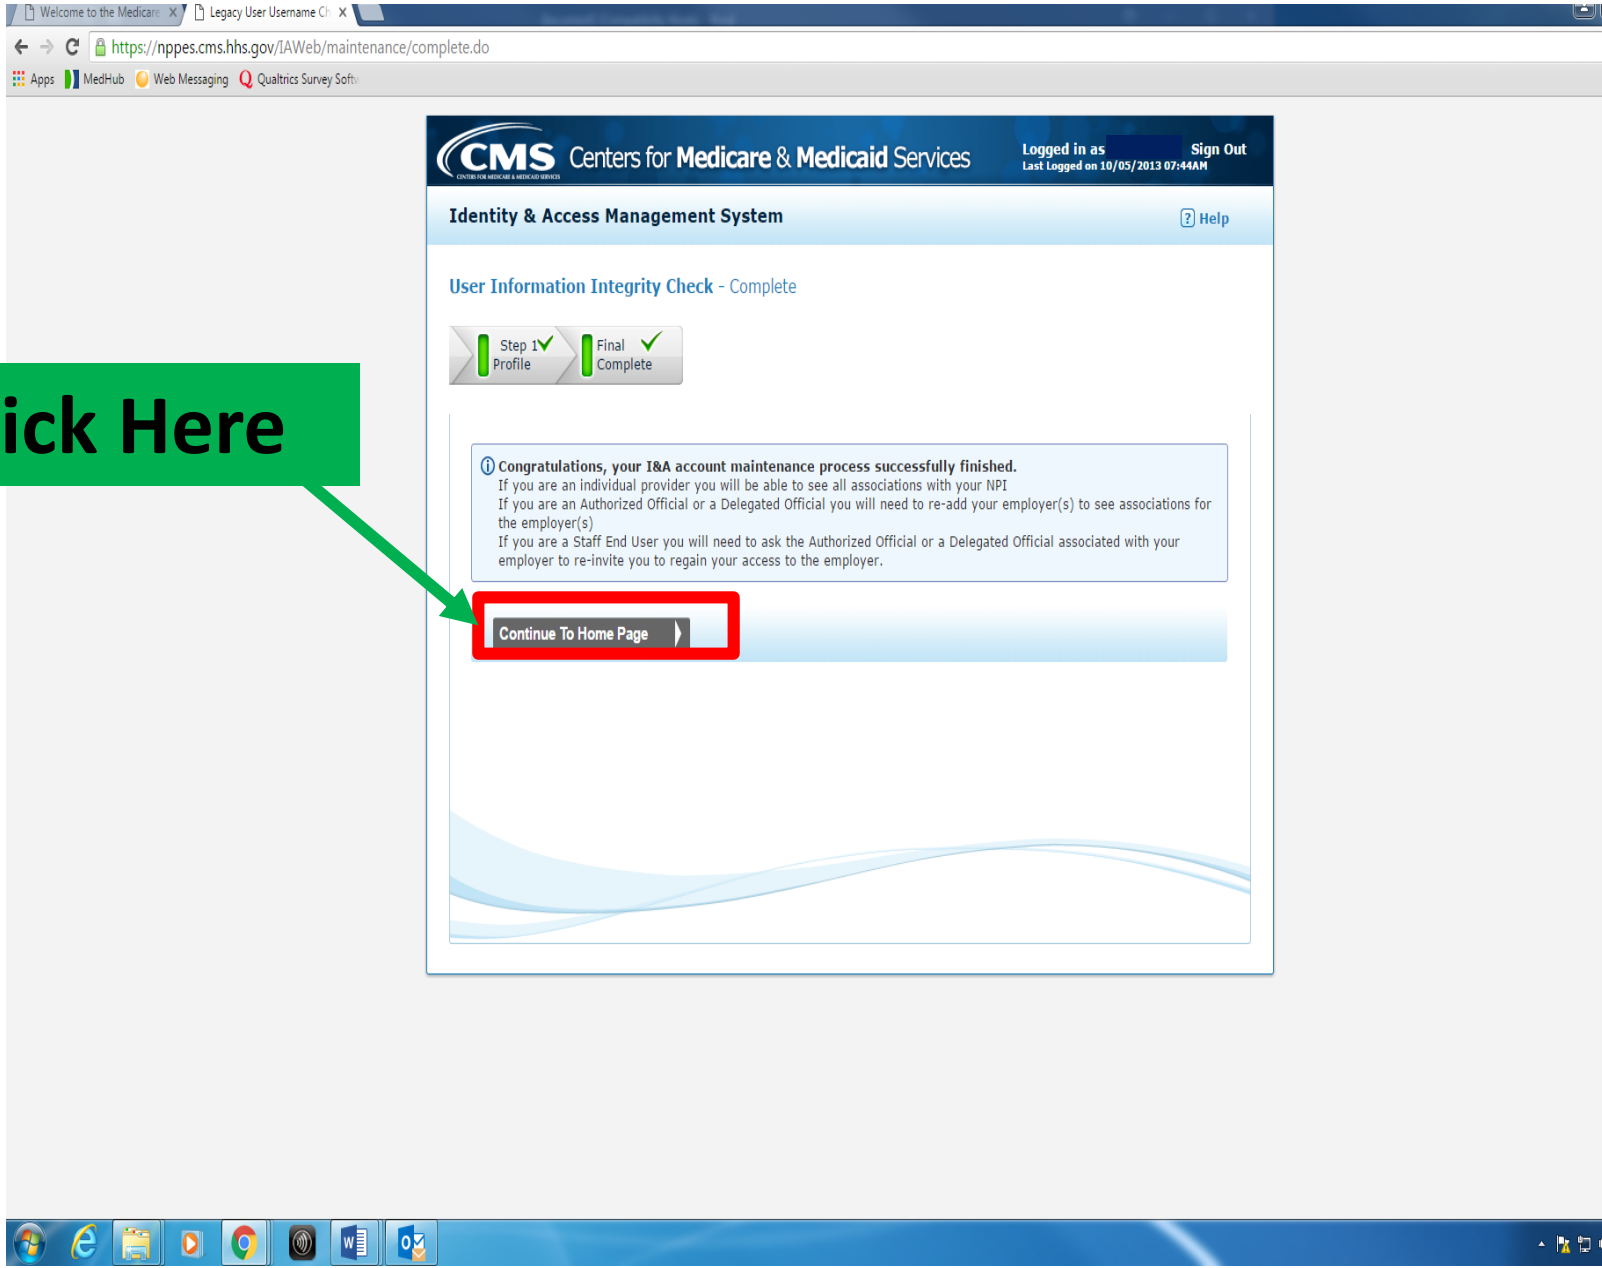 Welcome to the Medicare
Legacy User Username Ch
https://nppes.cms.hhs.gov/IAWeb/maintenance/complete.do
Apps MedHub Web Messaging Qualtrics Survey Softw
CMS Centers for Medicare & Medicaid Services
CENTERS FOR MEDICARE & MEDICAID SERVICES
Logged in as Sign Out
Last Logged on 10/05/2013 07:44AM
Identity & Access Management System
? Help
User Information Integrity Check - Complete
Step 1
Profile
Final
Complete
ick Here
Congratulations, your I&A account maintenance process successfully finished.
If you are an individual provider you will be able to see all associations with your NPI
If you are an Authorized Official or a Delegated Official you will need to re-add your employer(s) to see associations for
the employer(s)
If you are a Staff End User you will need to ask the Authorized Official or a Delegated Official associated with your
employer to re-invite you to regain your access to the employer.
Continue To Home Page